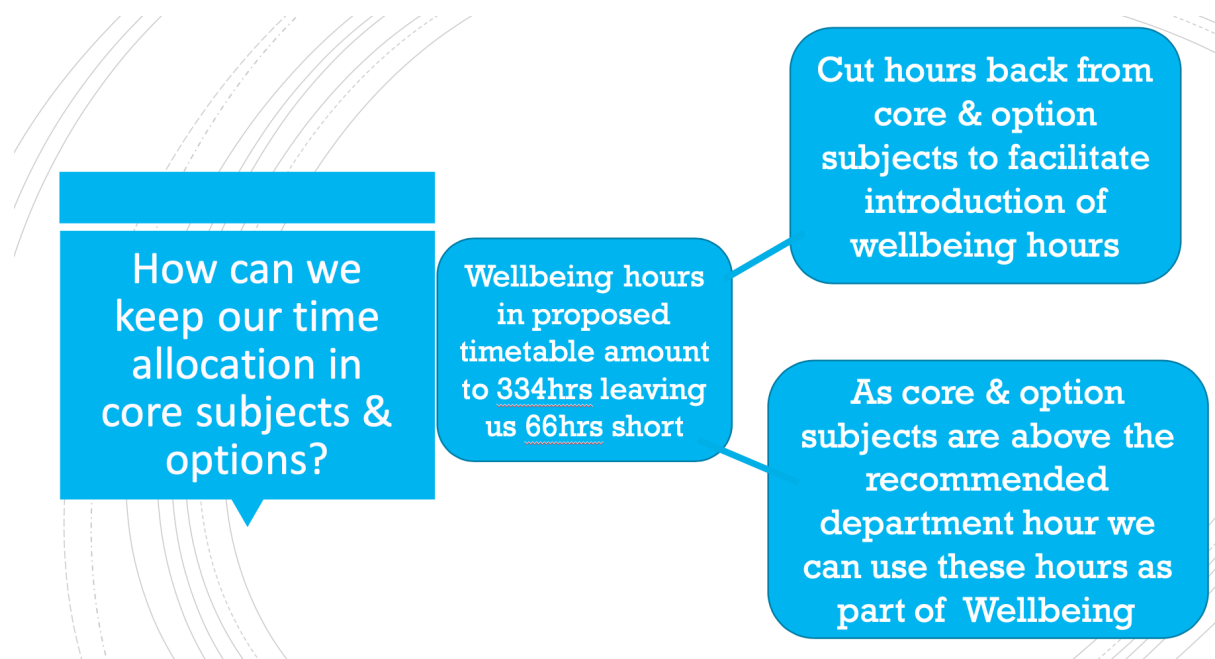 How can we
keep our time
allocation in
core subjects &
options?
Wellbeing hours
in proposed
timetable amount
to 334hrs leaving
us 66hrs short
Cut hours back from
core & option
subjects to facilitate
introduction of
wellbeing hours
As core & option
subjects are above the
recommended
department hour we
can use these hours as
part of Wellbeing